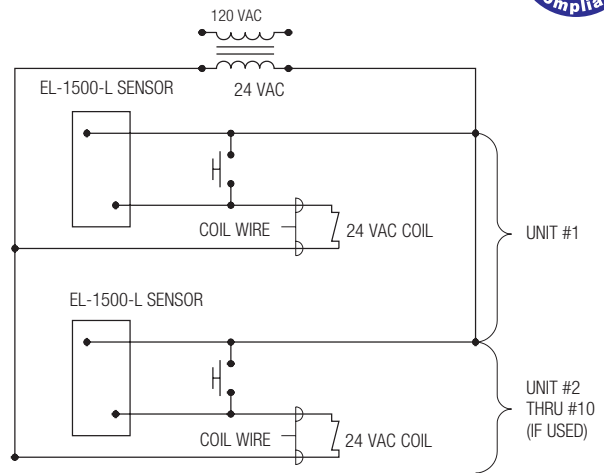 120 VAC
EL-1500-L SENSOR
24 VAC
COIL WIRE
24 VAC COIL
UNIT #1
EL-1500-L SENSOR
UNIT #2
THRU #10
(IF USED)
COIL WIRE
24 VAC COIL